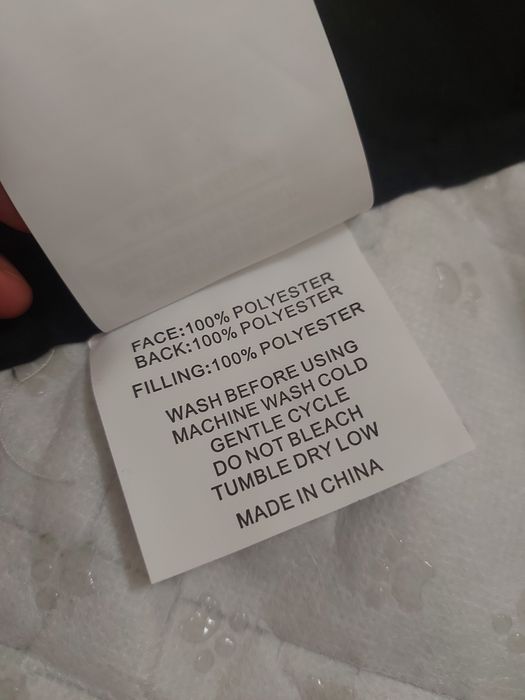 FACE:100% POLYESTER
BACK:100% POLYESTER
FILLING:100% POLYESTER
WASH BEFORE USING
MACHINE WASH COLD
GENTLE CYCLE
DO NOT BLEACH
TUMBLE DRY LOW
MADE IN CHINA